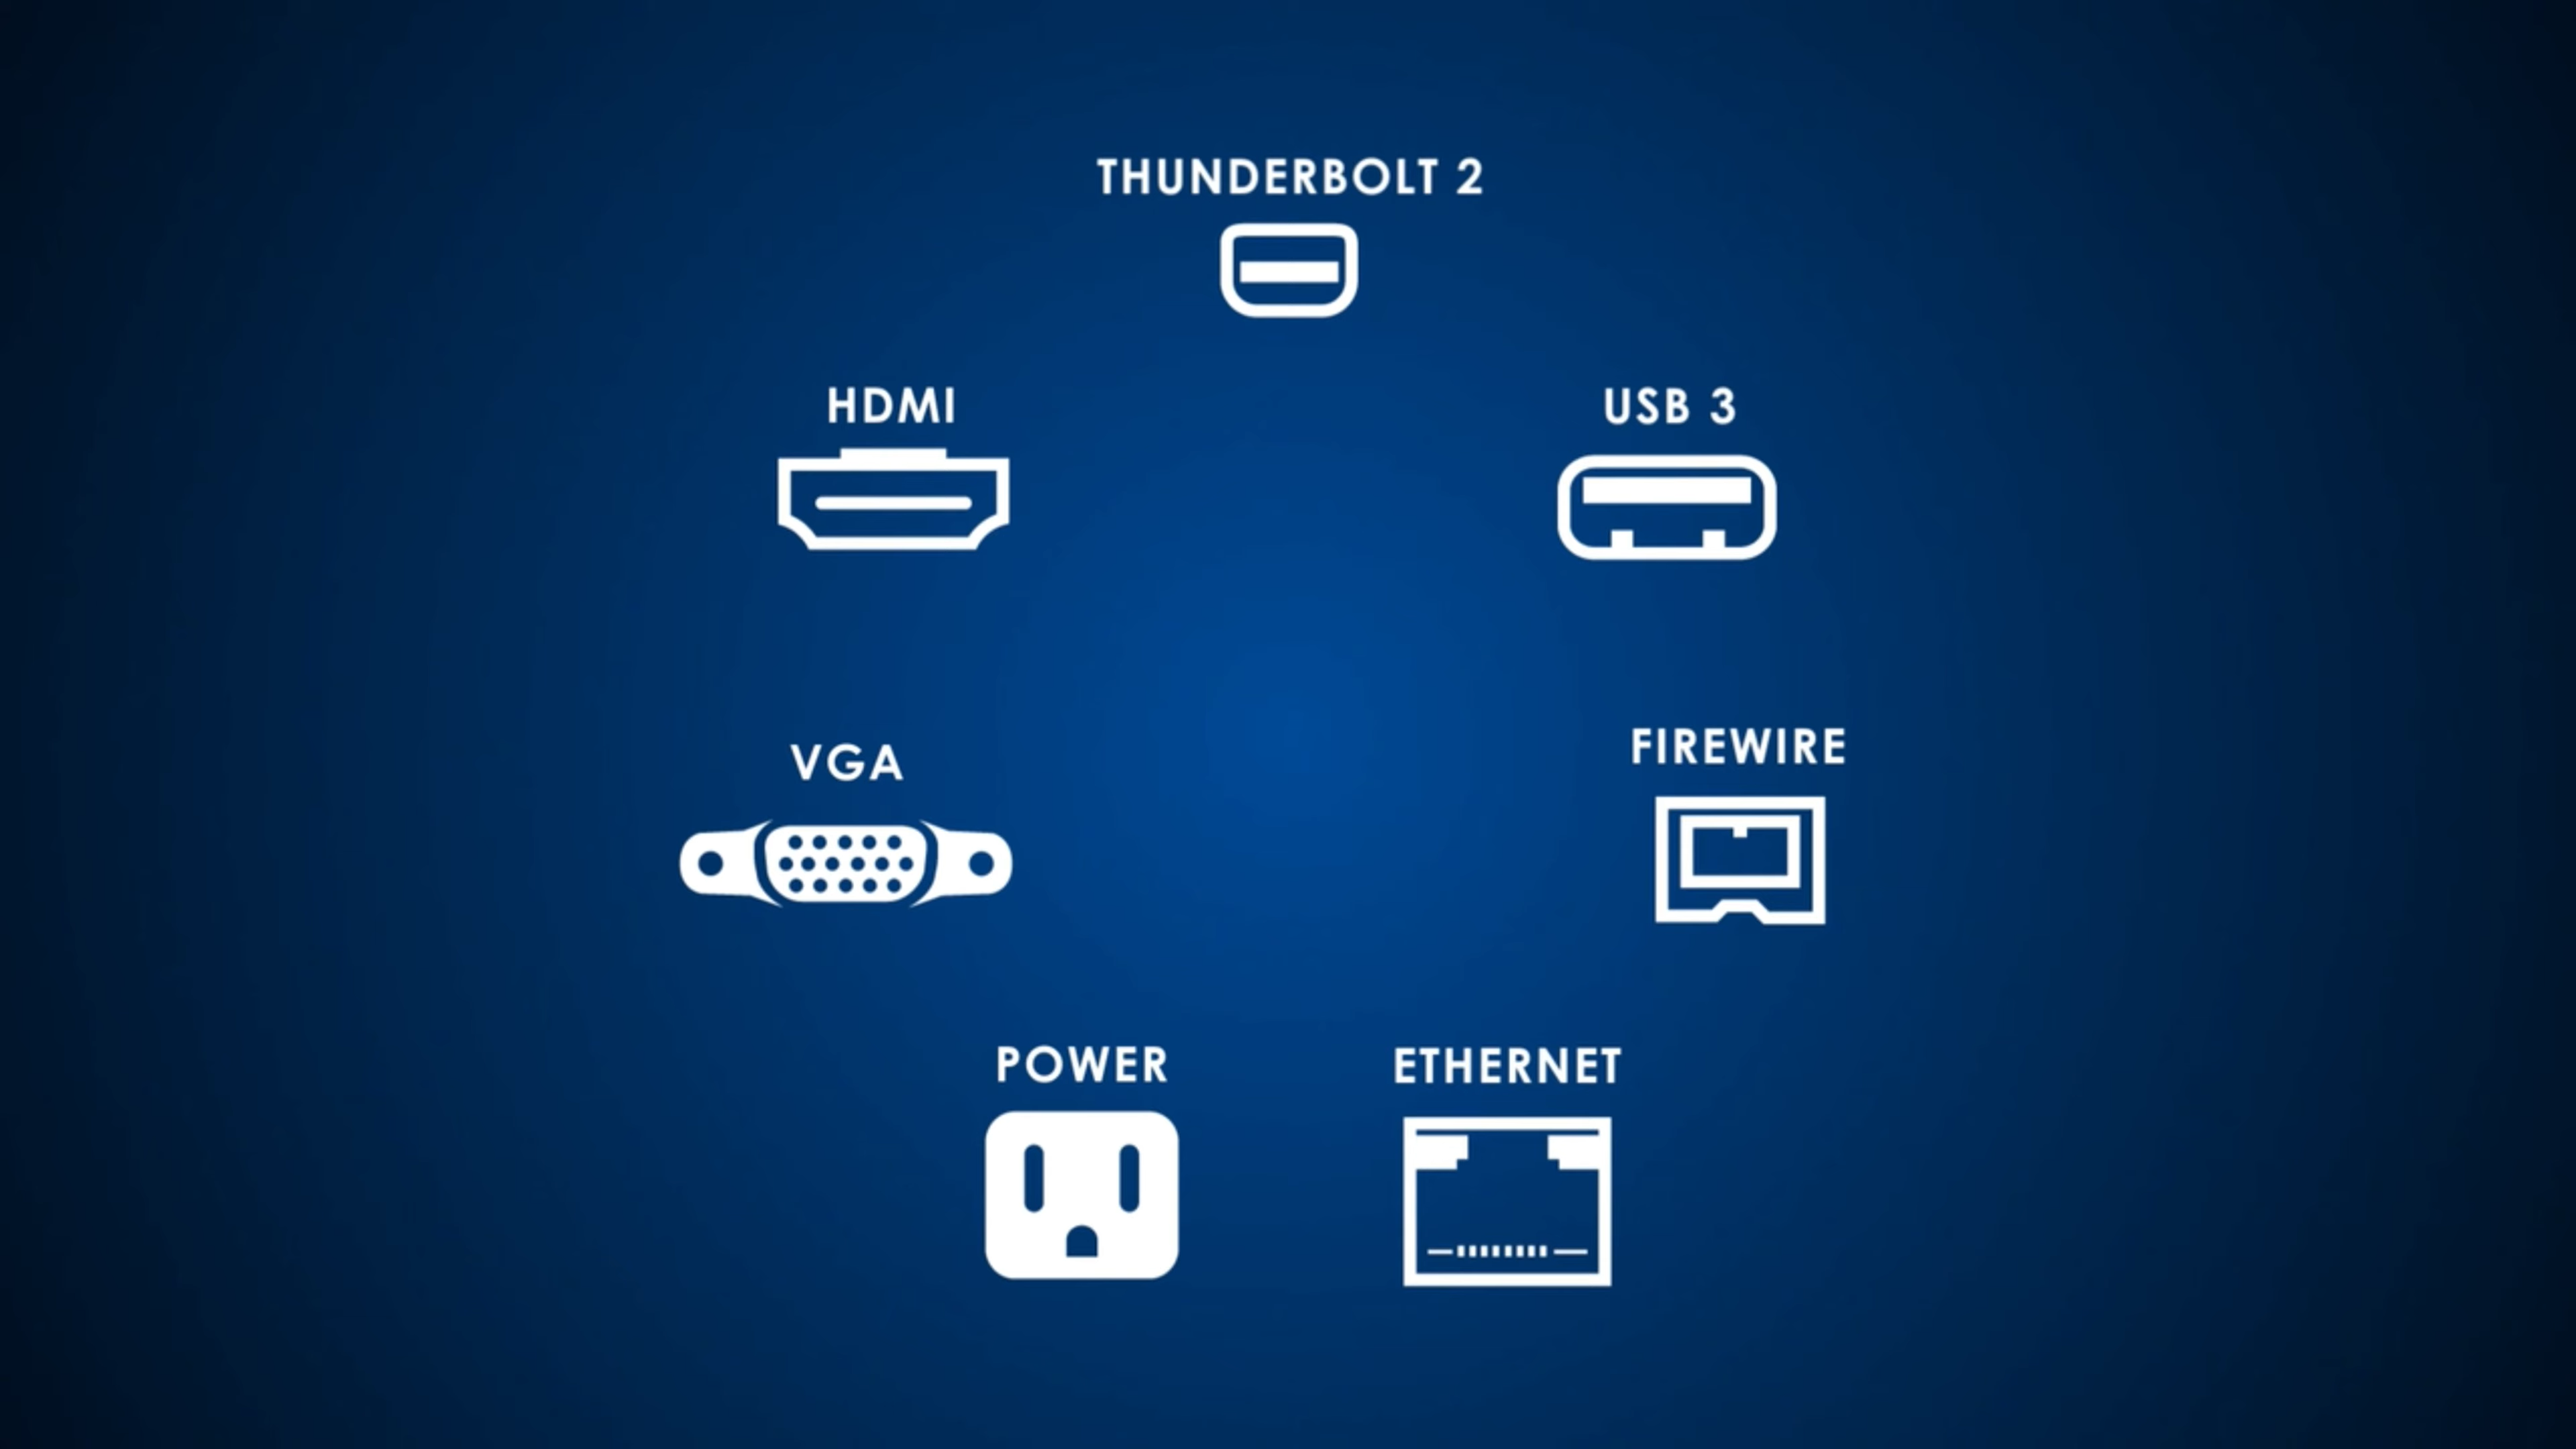 THUNDERBOLT 2
HDMI
USB 3
VGA
FIREWIRE
POWER
ETHERNET